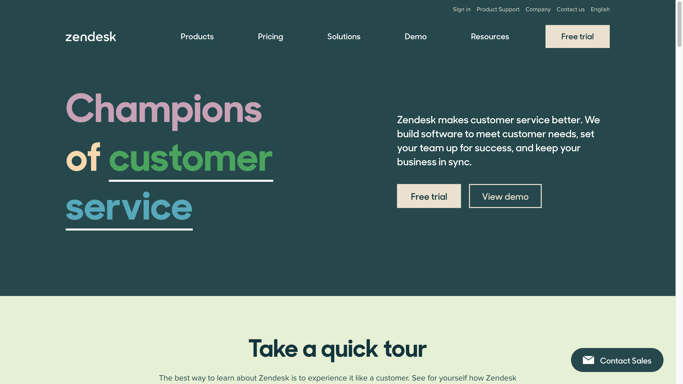 Sign in Product Support Company Contact us English
zendesk Products Pricing Solutions Demo Resources Free trial
Champions
of customer
service
Zendesk makes customer service better. We
build software to meet customer needs, set
your team up for success, and keep your
business in sync.
Free trial View demo
Take a quick tour
The best way to learn about Zendesk is to experience it like a customer. See for yourself how Zendesk
Contact Sales